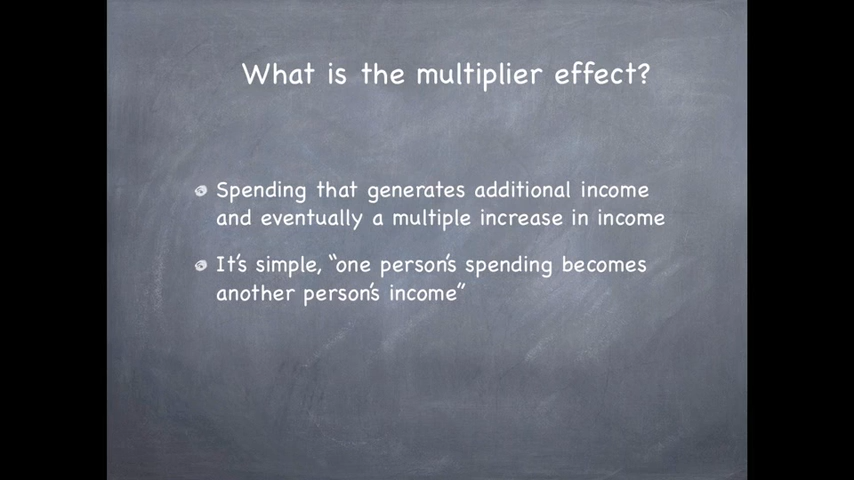 What is the multiplier effect?
Spending that generates additional income
and eventually a multiple increase in income
It's simple, “one person's spending becomes
another person's income”